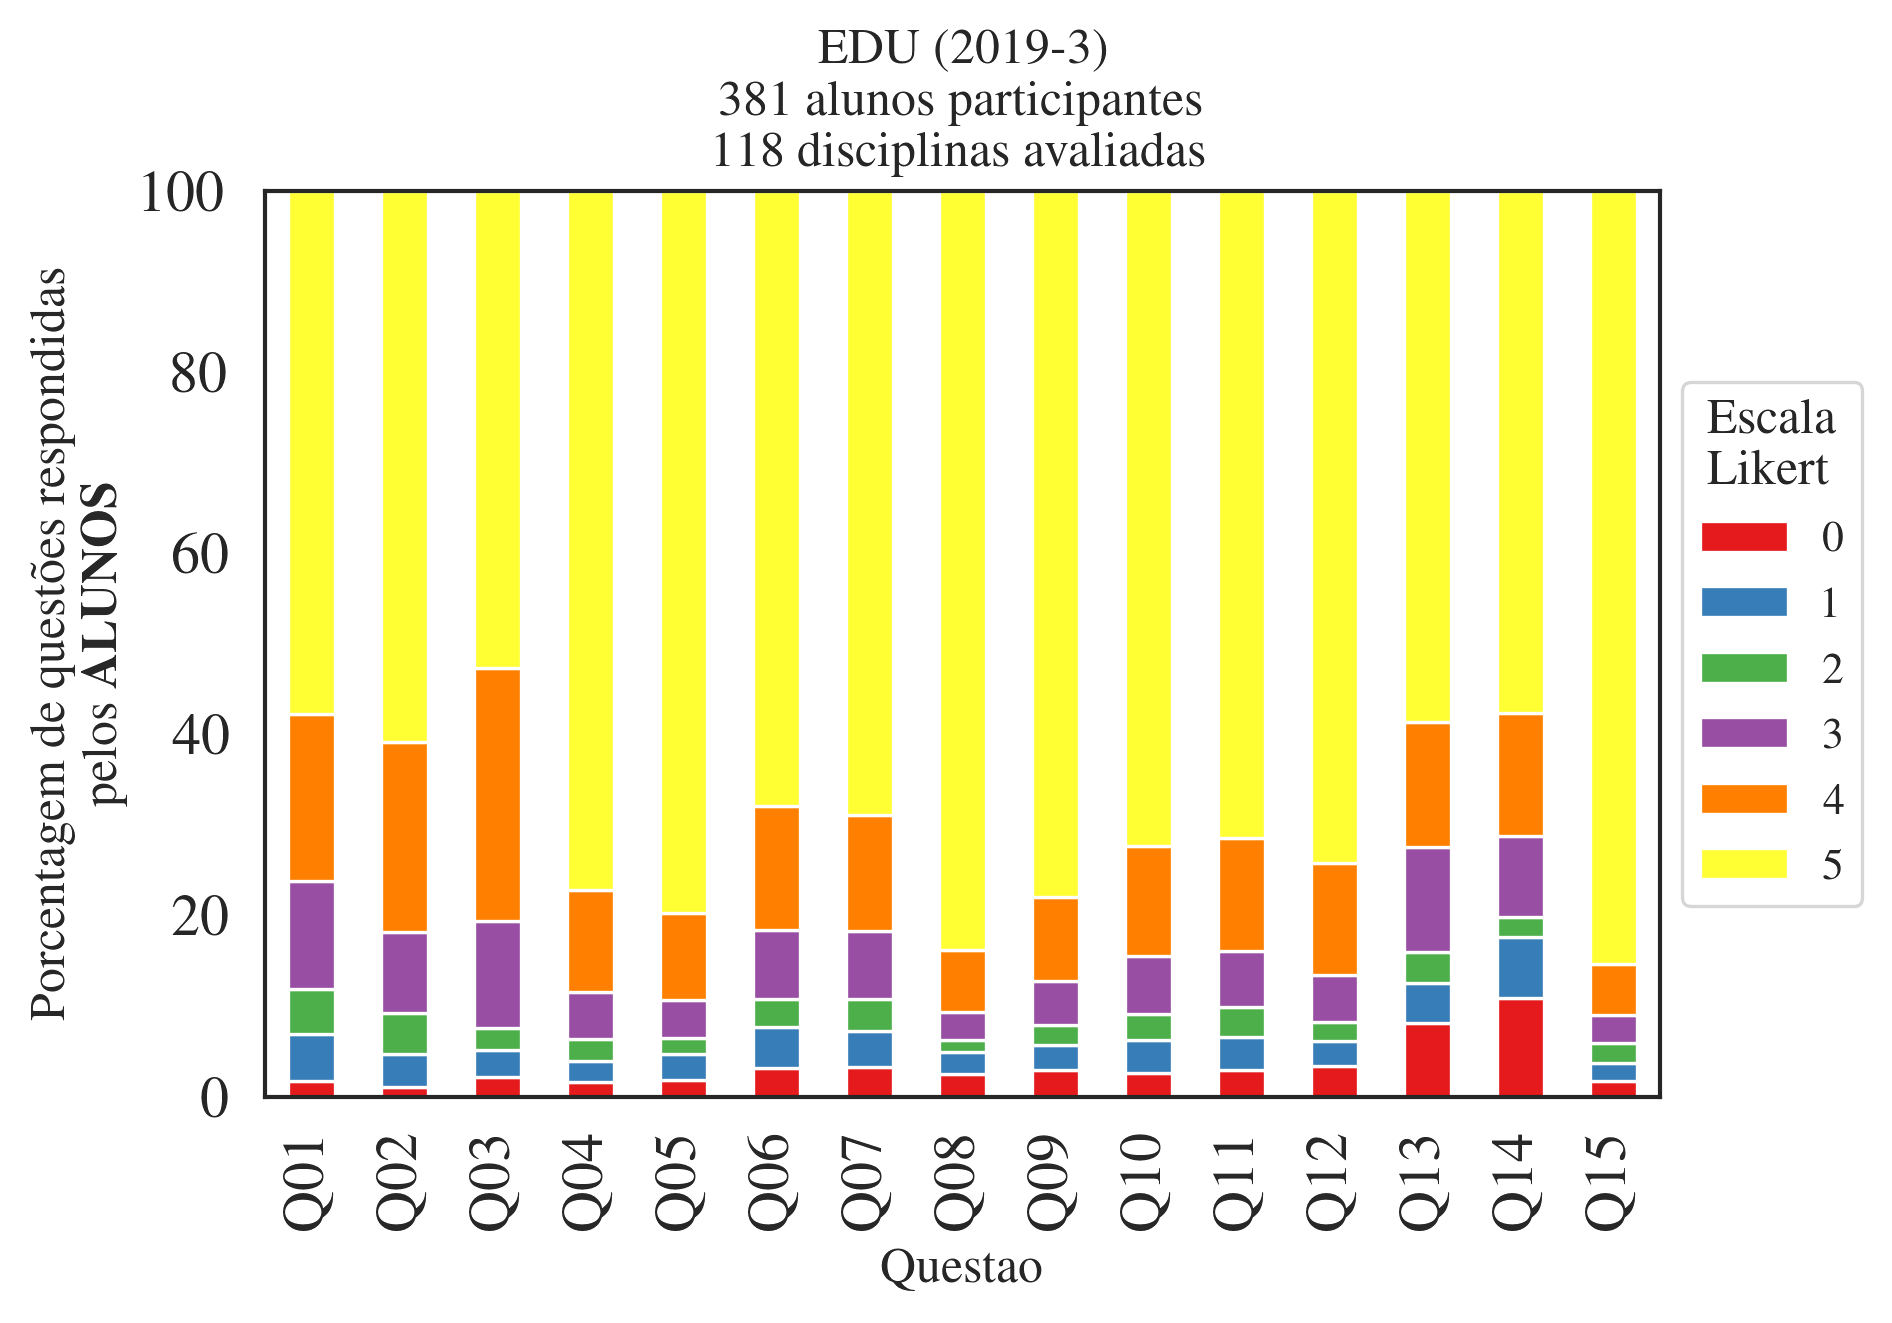 EDU (2019-3)
381 alunos participantes
118 disciplinas avaliadas
Porcentagem de questões respondidas
pelos ALUNOS
100
80
60
40
20
0
Q01
Q02
Q03
Q04
Q05
Q06
Q07
Q08
Q09
Q10
Q11
Q12
Q13
Q14
Q15
Questao
Escala
Likert
0
1
2
3
4
5